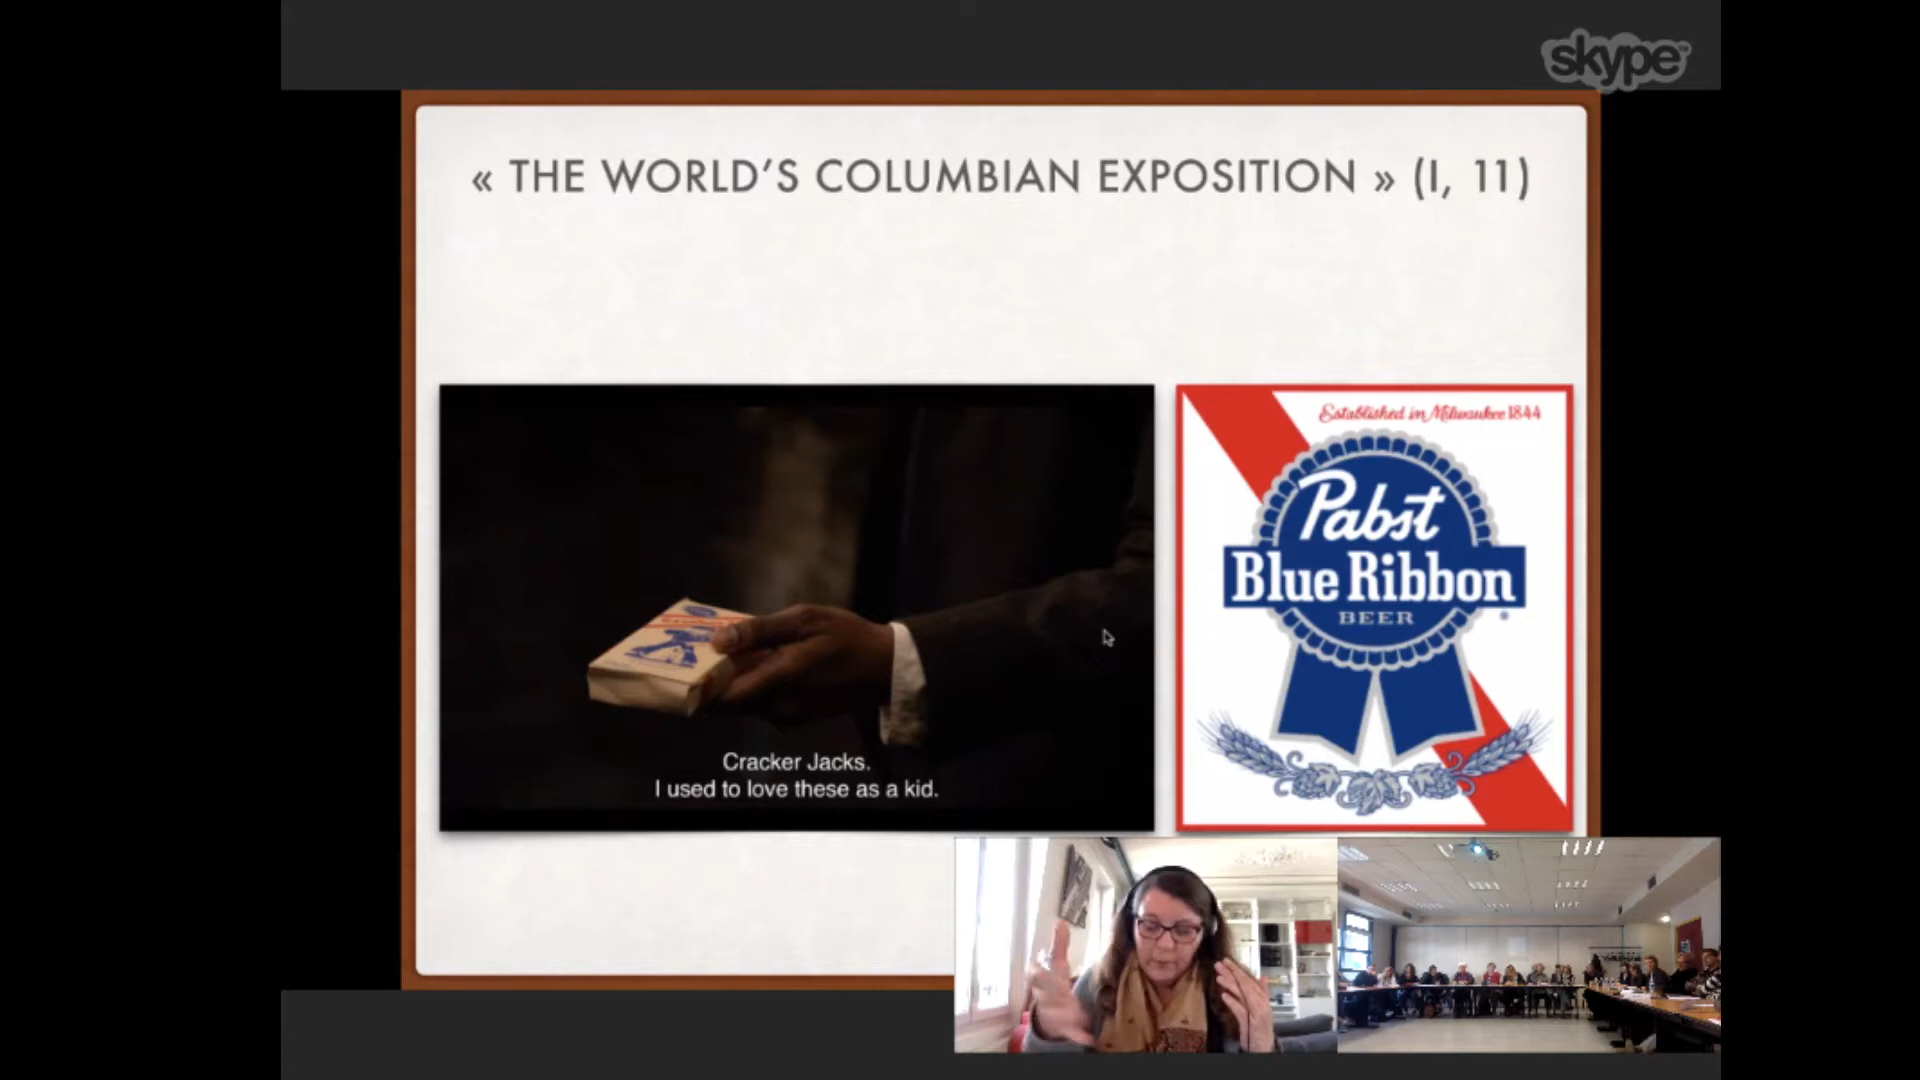 skype
« THE WORLD’S COLUMBIAN EXPOSITION » (I, 11)
Cracker Jacks.
I used to love these as a kid.
Established in Milwaukee 1844
Pabst
Blue Ribbon
BEER